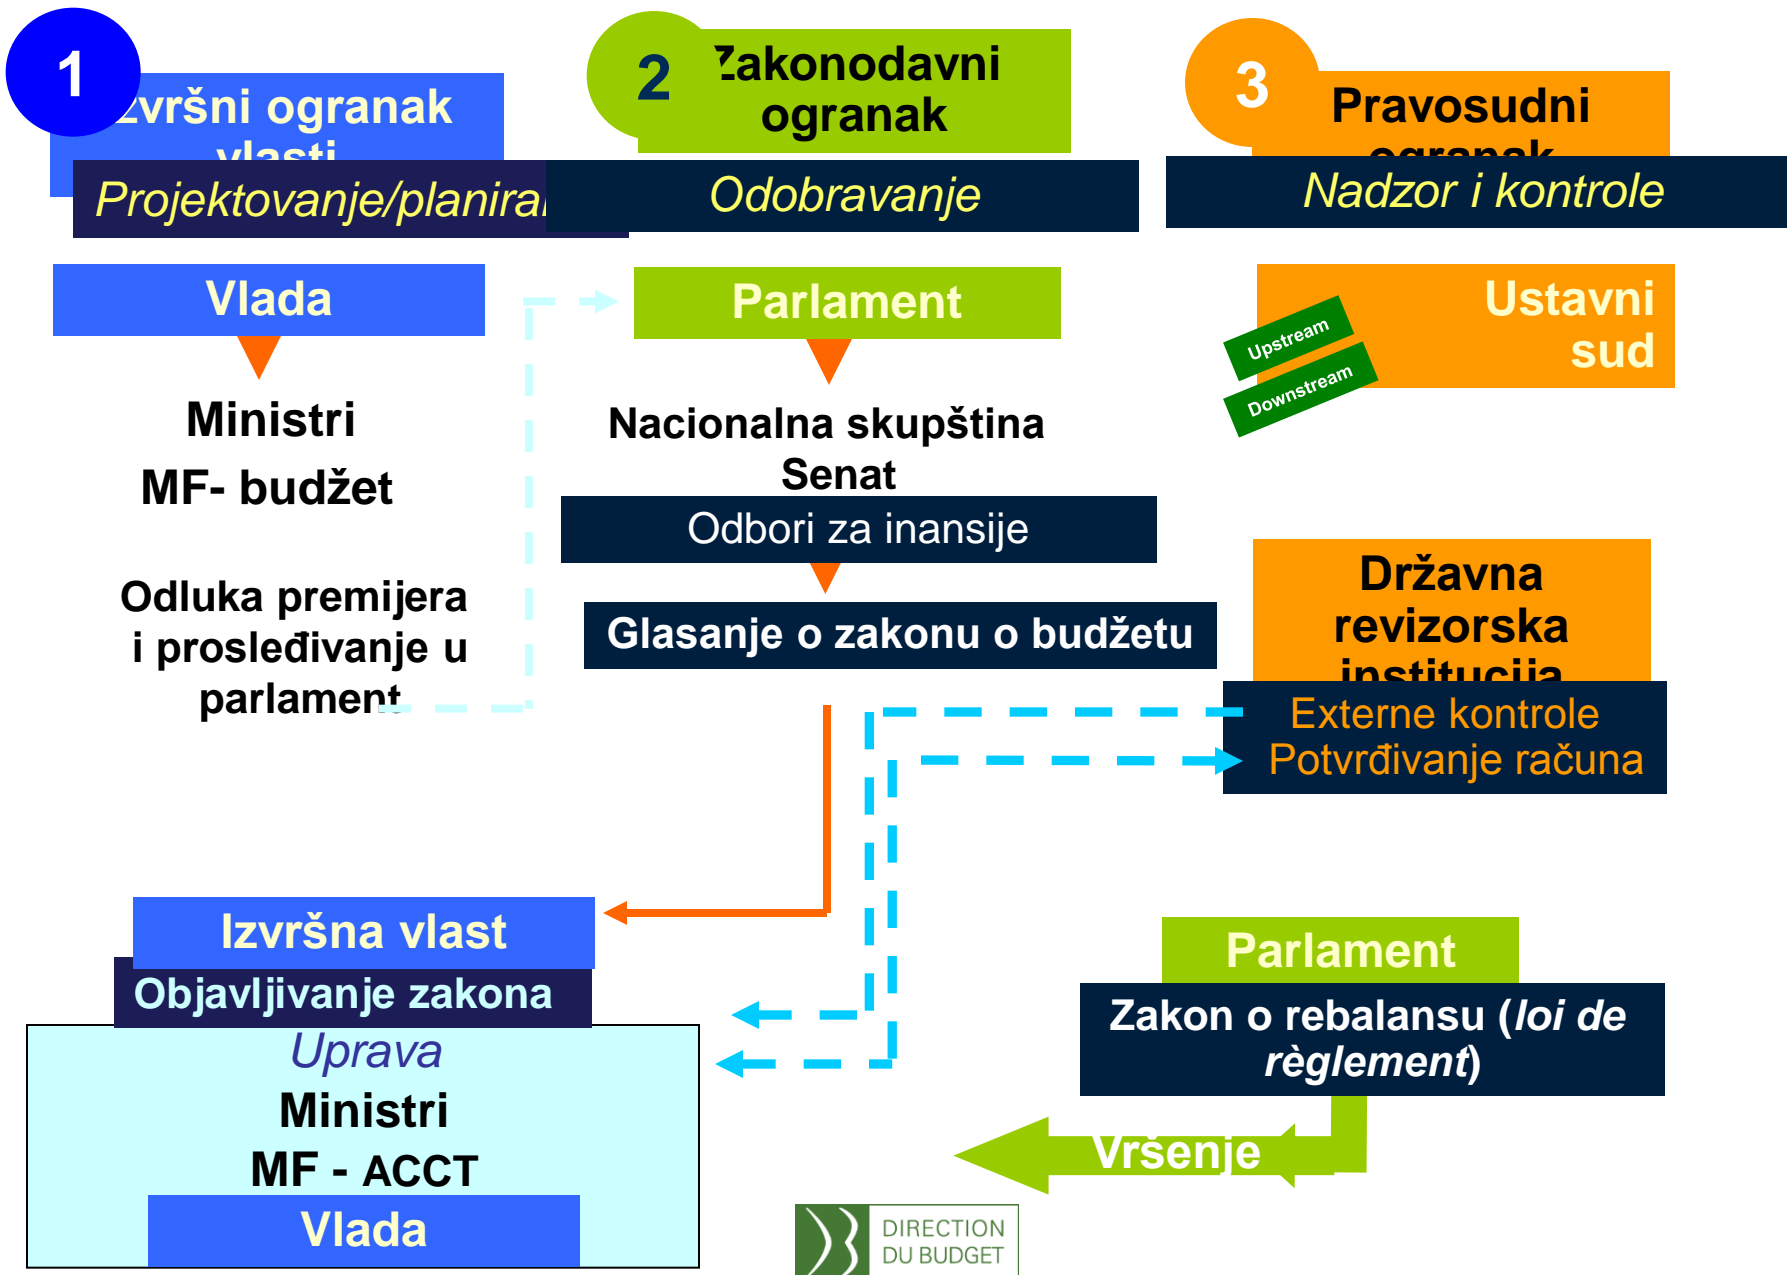 1
zvršni ogranak
vlasti
Projektovanje/planira
Vlada
Ministri
MF- budžet
Odluka premijera
i prosleđivanje u
parlament
2
Zakonodavni
ogranak
Odobravanje
Parlament
Nacionalna skupština
Senat
Odbori za inansije
Glasanje o zakonu o budžetu
3
Pravosudni
ogranak
Nadzor i kontrole
Ustavni
sud
Upstream
Downstream
Državna
revizorska
institucija
Externe kontrole
Potvrđivanje računa
Izvršna vlast
Objavljivanje zakona
Uprava
Ministri
MF - ACCT
Vlada
Parlament
Zakon o rebalansu (loi de
règlement)
Vršenje
DIRECTION
DU BUDGET